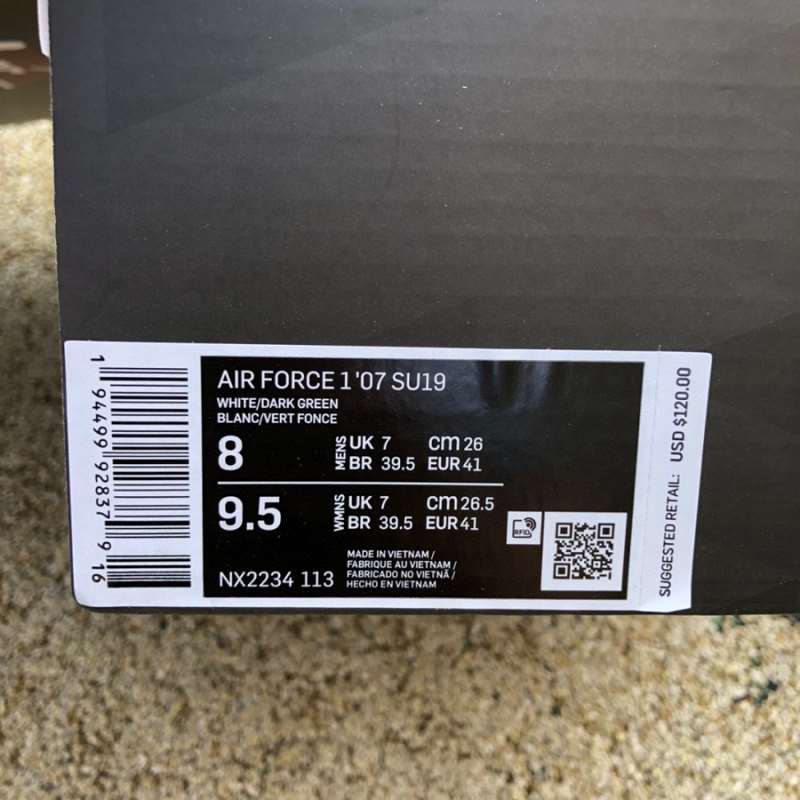 1 94499 92837 9 16
AIR FORCE 1 '07 SU19
WHITE/DARK GREEN
BLANC/VERT FONCE
8
MENS
UK 7 cm 26
BR 39.5 EUR 41
9.5
WMNS
UK 7 cm 26.5
BR 39.5 EUR 41
NX2234 113
MADE IN VIETNAM /
FABRIQUE AU VIETNAM /
FABRICADO NO VIETNÃ /
HECHO EN VIETNAM
RFID
SUGGESTED RETAIL: USD $120.00